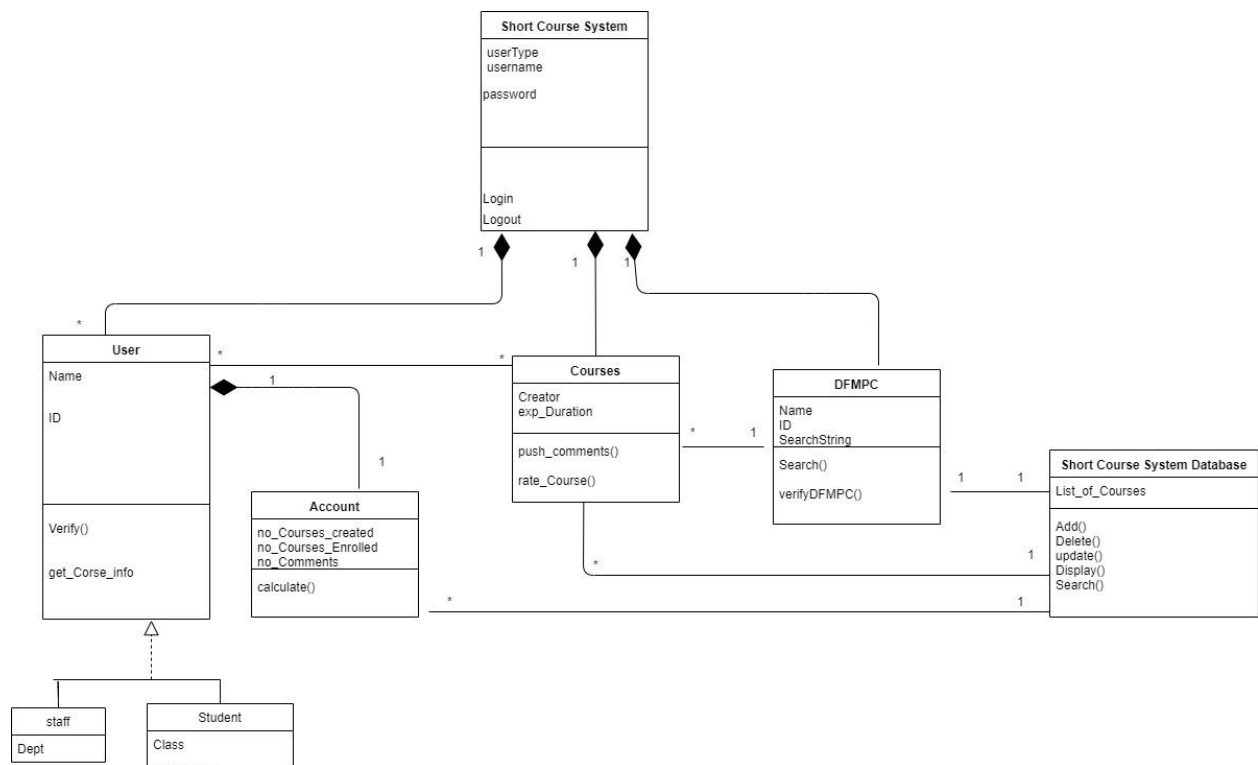 Short Course System
userType
username
password
Login
Logout
1
1
1
*
User
Name
ID
Verify()
get_Corse_info
*
*
1
1
Account
no_Courses_created
no_Courses_Enrolled
no_Comments
calculate()
Courses
Creator
exp_Duration
push_comments()
rate_Course()
*
1
DFMPC
Name
ID
SearchString
Search()
verifyDFMPC()
1
1
Short Course System Database
List_of_Courses
Add()
Delete()
update()
Display()
Search()
*
1
*
1
staff
Dept
Student
Class